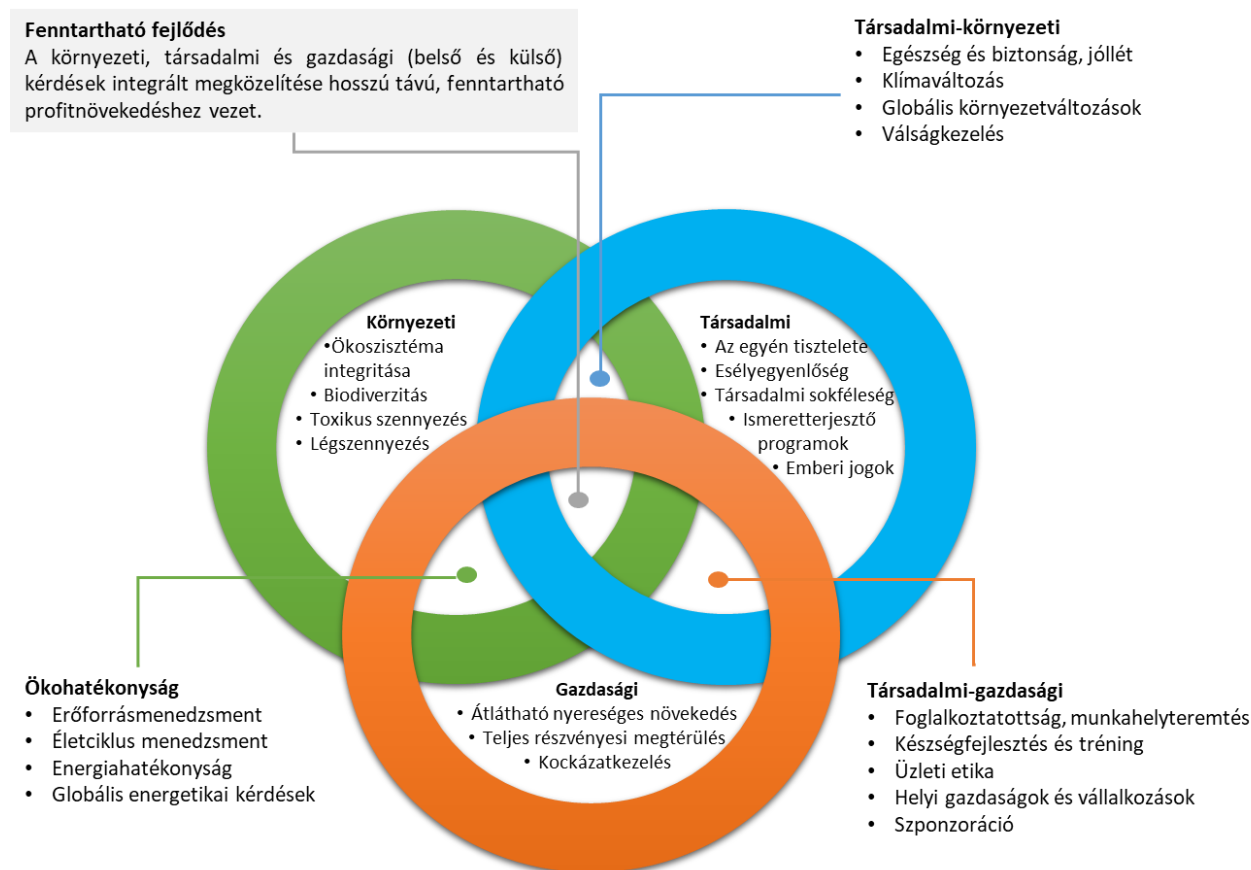 Fenntartható fejlődés
A környezeti, társadalmi és gazdasági (belső és külső)
kérdések integrált megközelítése hosszú távú, fenntartható
profitnövekedéshez vezet.
Társadalmi-környezeti
• Egészség és biztonság, jóllét
• Klímaváltozás
• Globális környezetváltozások
• Válságkezelés
Környezeti
•Ökoszisztéma
integritása
• Biodiverzitás
• Toxikus szennyezés
• Légszennyezés
Társadalmi
• Az egyén tisztelete
• Esélyegyenlőség
• Társadalmi sokféleség
• Ismeretterjesztő
programok
• Emberi jogok
Ökohatékonyság
• Erőforrásmenedzsment
• Életciklus menedzsment
• Energiahatékonyság
• Globális energetikai kérdések
Gazdasági
• Átlátható nyereséges növekedés
• Teljes részvényesi megtérülés
• Kockázatkezelés
Társadalmi-gazdasági
• Foglalkoztatottság, munkahelyteremtés
• Készségfejlesztés és tréning
• Üzleti etika
• Helyi gazdaságok és vállalkozások
• Szponzoráció